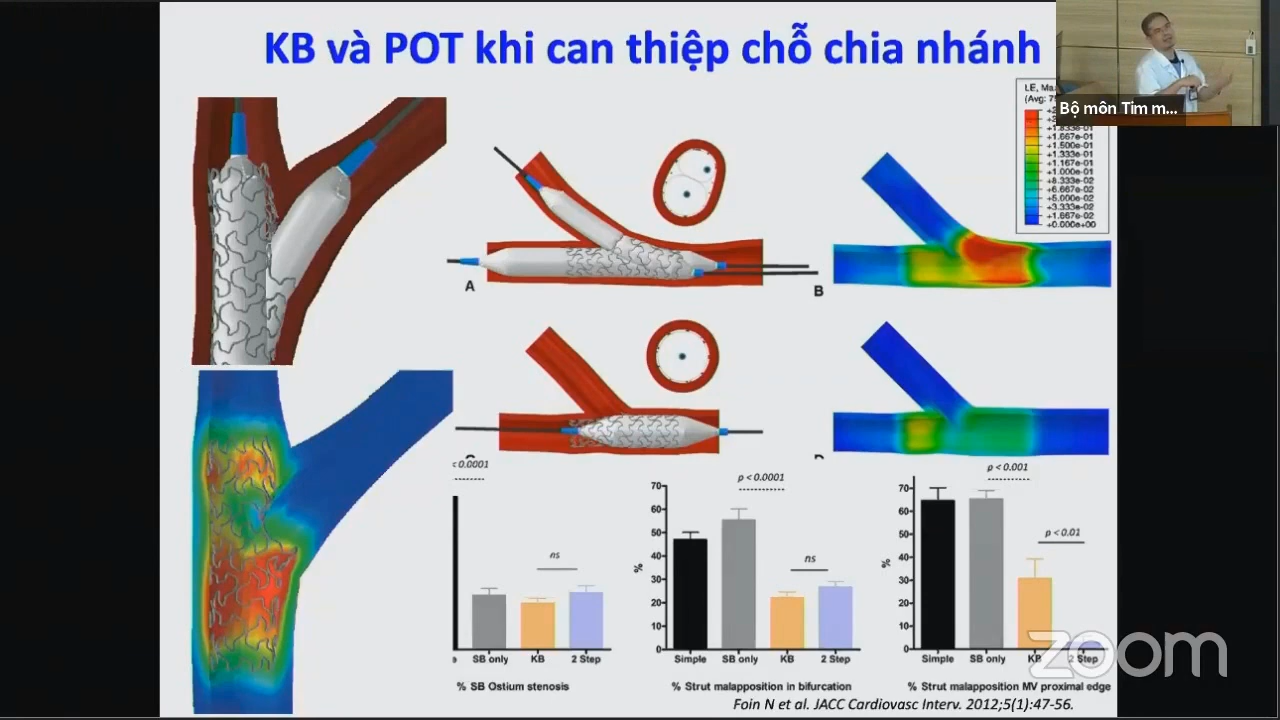 KB và POT khi can thiệp chỗ chia nhánh
LE, Ma
(Avg: 7
+1.833e-01
+1.667e-01
+1.500e-01
+1.333e-01
+1.167e-01
+1.000e-01
+8.333e-02
+6.667e-02
+5.000e-02
+3.333e-02
+1.667e-02
+0.000e+00
Bộ môn Tim m...
A
B
D
< 0.0001
ns
SB only
KB
2 Step
% SB Ostium stenosis
p < 0.0001
ns
70
60
50
40
30
20
10
0
%
Simple
SB only
KB
2 Step
% Strut malapposition in bifurcation
p < 0.001
p < 0.01
70
60
50
40
30
20
10
0
%
Simple
SB only
KB
2 Step
% Strut malapposition MV proximal edge
Foin N et al. JACC Cardiovasc Interv. 2012;5(1):47-56.
zoom